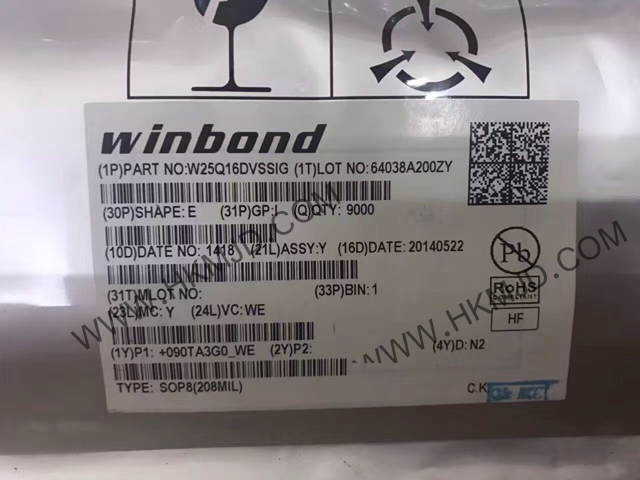 winbond
(1P)PART NO:W25Q16DVSSIG (1T)LOT NO:64038A200ZY
(30P)SHAPE:E (31P)GP:I (Q)QTY: 9000
(10D)DATE NO: 1418 (21L)ASSY:Y (16D)DATE: 20140522
Pb
(31T)MLOT NO: (33P)BIN:1
RoHS
COMPLIANT
(23L)MC: Y (24L)VC: WE
HF
(1Y)P1: +090TA3G0_WE (2Y)P2: (4Y)D: N2
TYPE: SOP8(208MIL) C.K
WWW.HKMJD.COM
WWW.HKMJD.COM